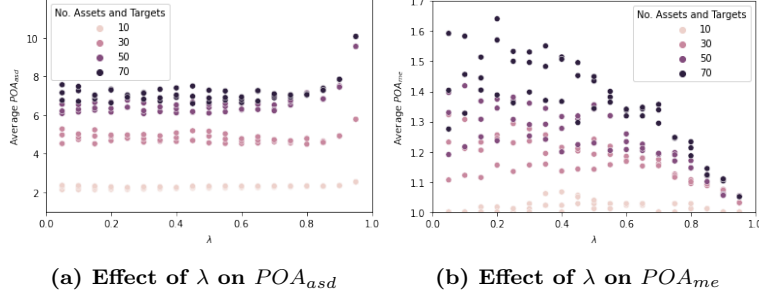 No. Assets and Targets
10
30
50
70
10
8
6
4
2
Average POA_asd
0.0 0.2 0.4 0.6 0.8 1.0
λ
(a) Effect of λ on POA_asd
No. Assets and Targets
10
30
50
70
1.7
1.6
1.5
1.4
1.3
1.2
1.1
1.0
Average POA_me
0.0 0.2 0.4 0.6 0.8 1.0
λ
(b) Effect of λ on POA_me